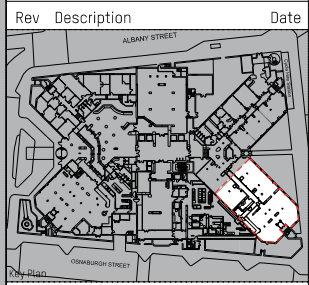 Rev Description Date
ALBANY STREET
OSNABURGH STREET
Key Plan